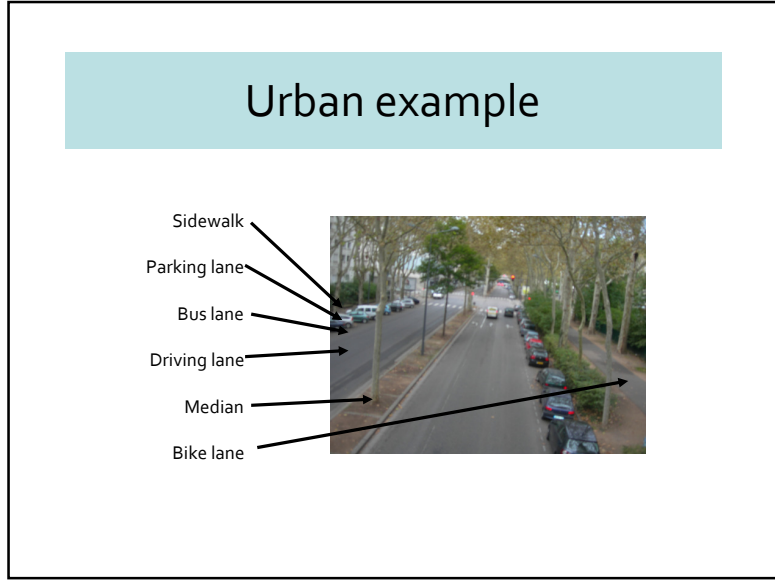 Urban example
Sidewalk
Parking lane
Bus lane
Driving lane
Median
Bike lane